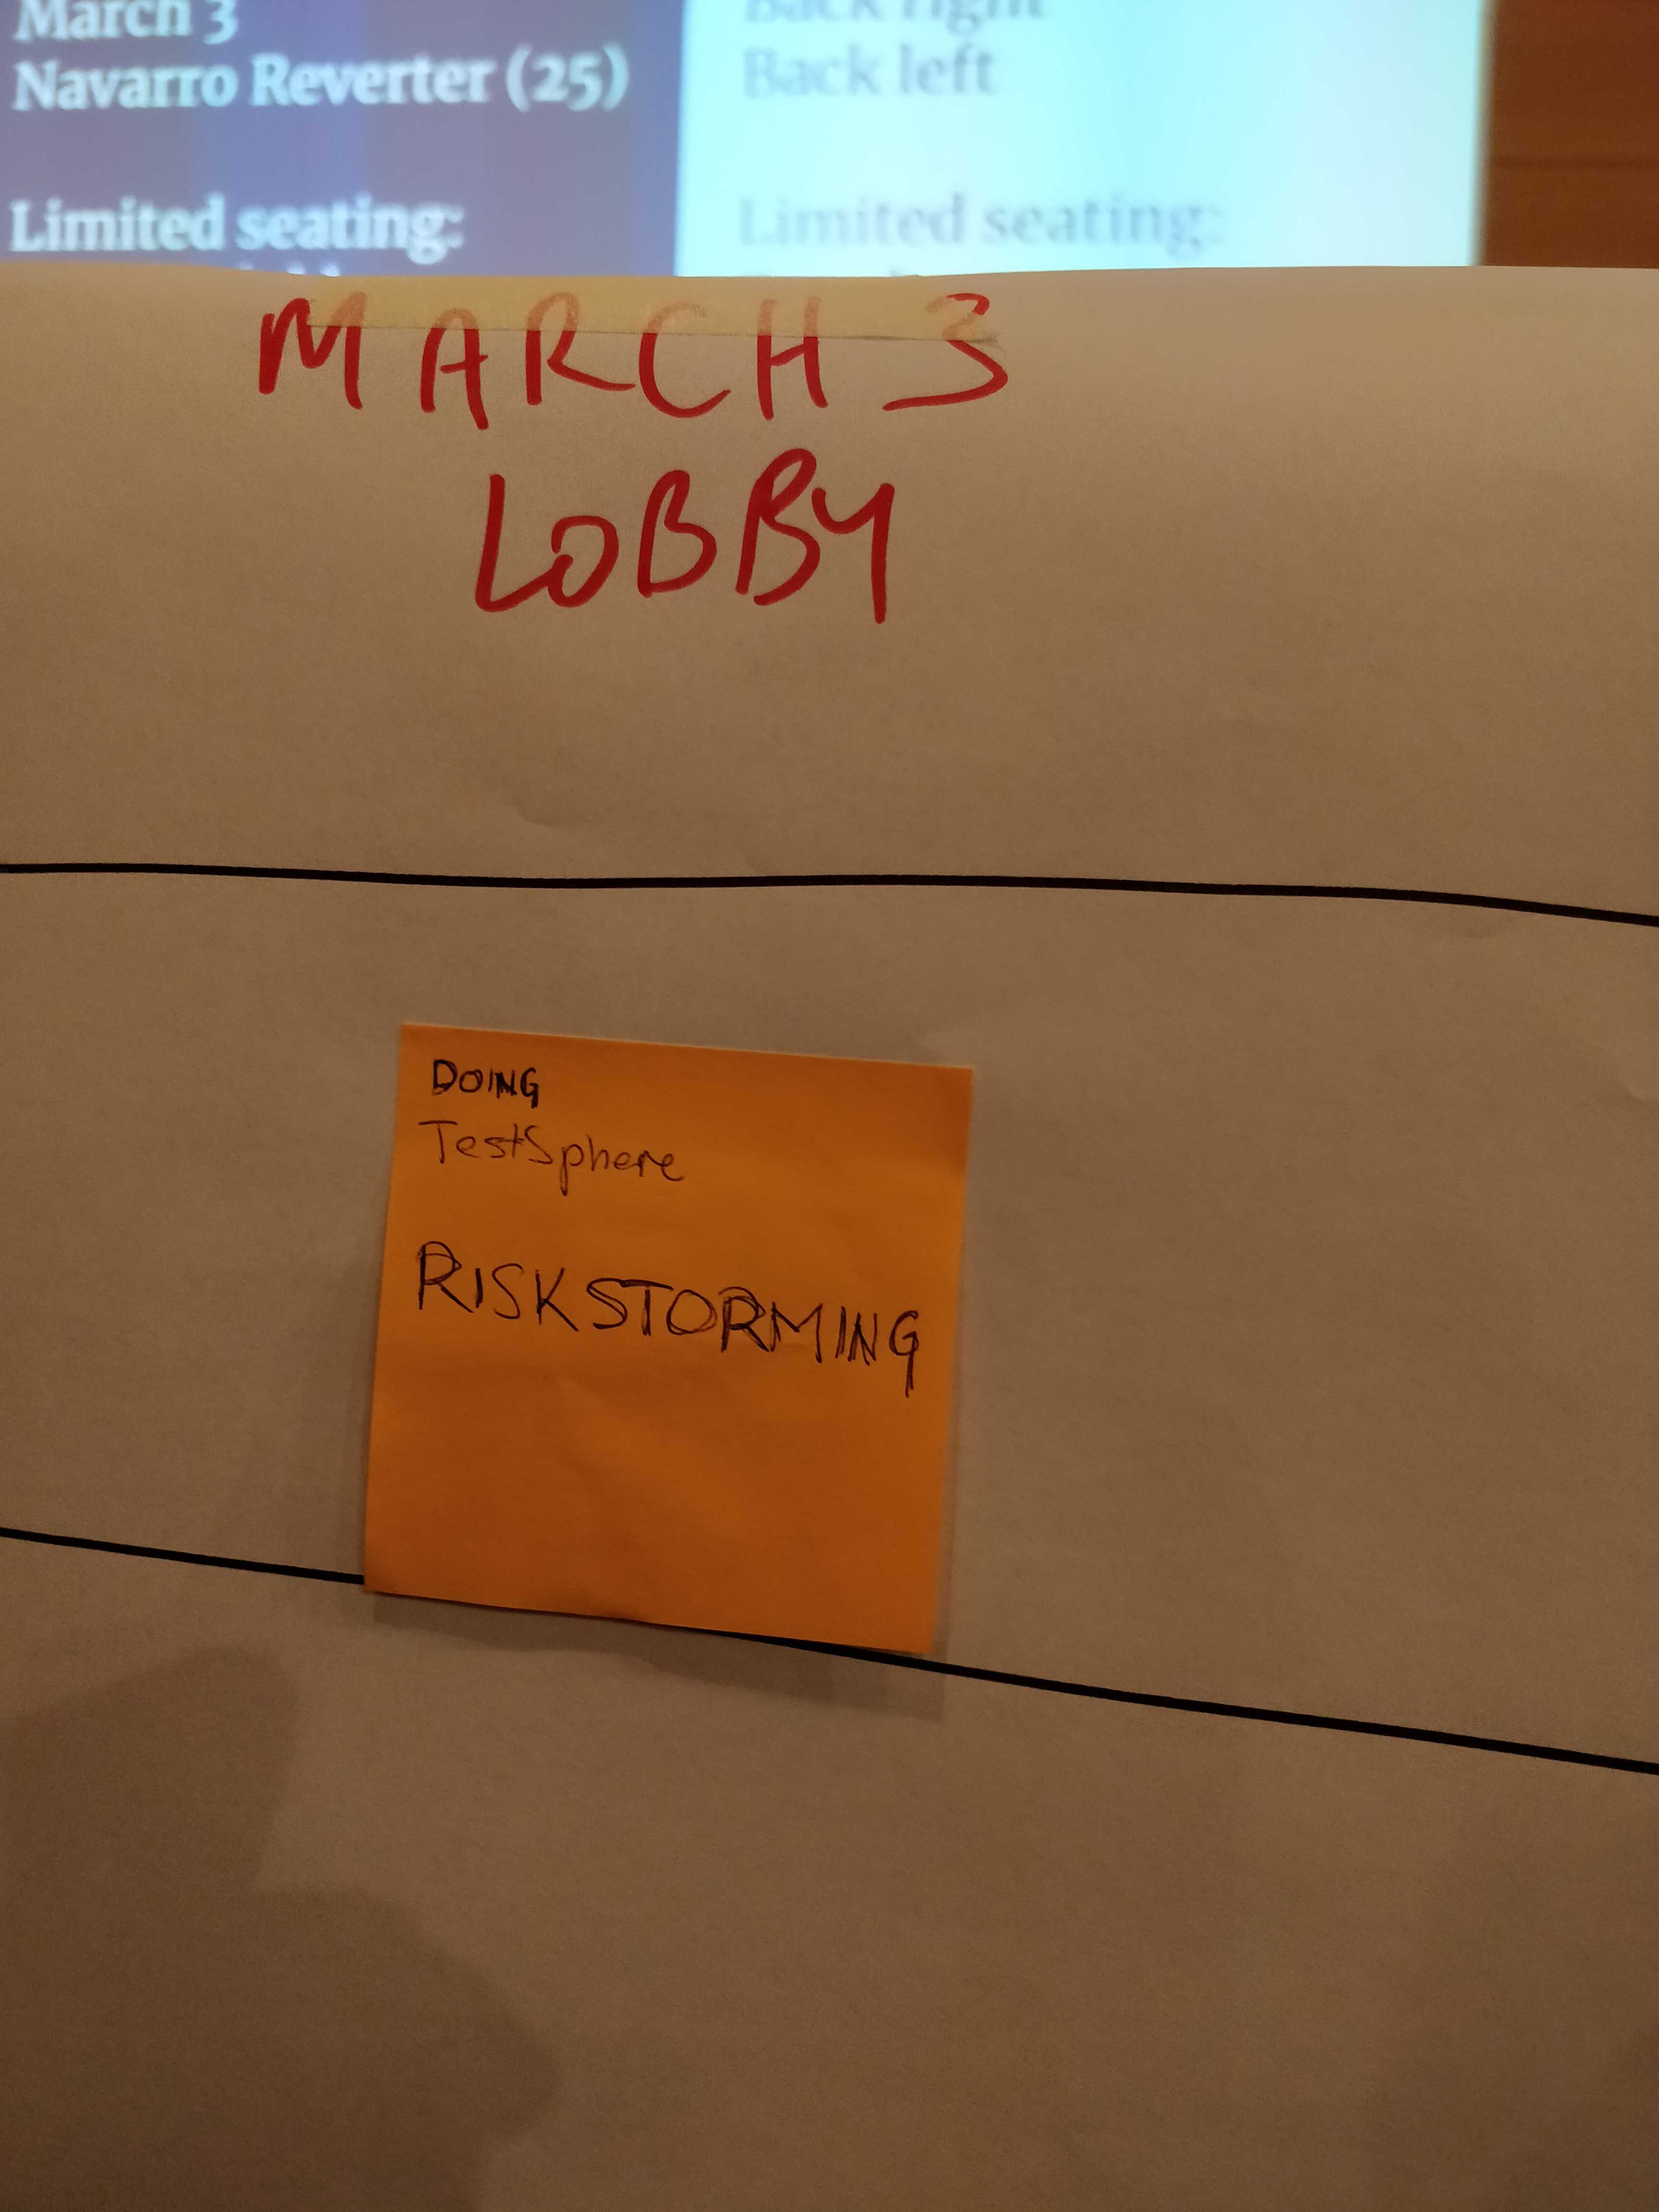 March 3
Navarro Reverter (25)
Limited seating:
Back right
Back left
Limited seating:
MARCH 3
LOBBY
DOING
TestSphere
RISKSTORMING